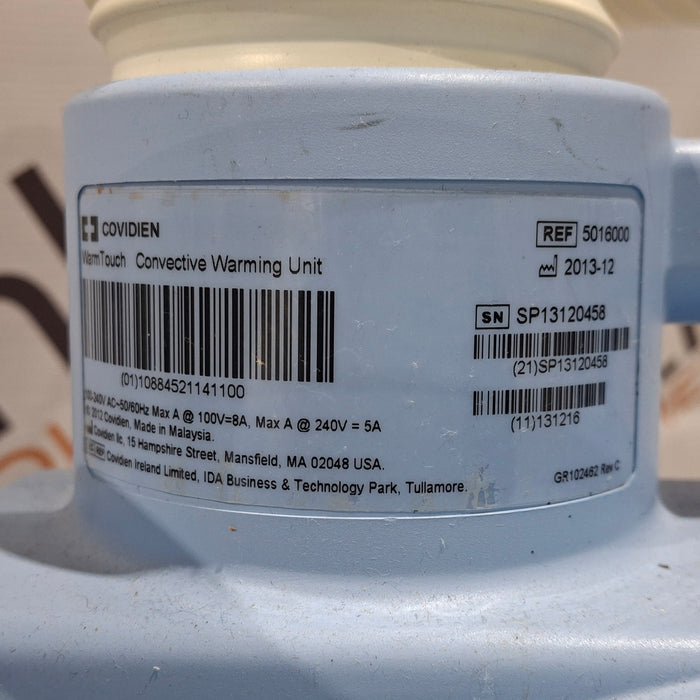 COVIDIEN
WarmTouch Convective Warming Unit
(01)10884521141100
100-240V AC~50/60Hz Max A @ 100V=8A, Max A @ 240V = 5A
© 2012 Covidien, Made in Malaysia.
Covidien llc, 15 Hampshire Street, Mansfield, MA 02048 USA.
EC REP Covidien Ireland Limited, IDA Business & Technology Park, Tullamore.
REF 5016000
2013-12
SN SP13120458
(21)SP13120458
(11)131216
GR102462 Rev C